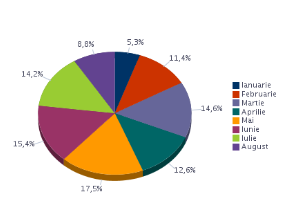 8,8%
5,3%
11,4%
14,2%
14,6%
15,4%
12,6%
17,5%
Ianuarie
Februarie
Martie
Aprilie
Mai
Iunie
Iulie
August